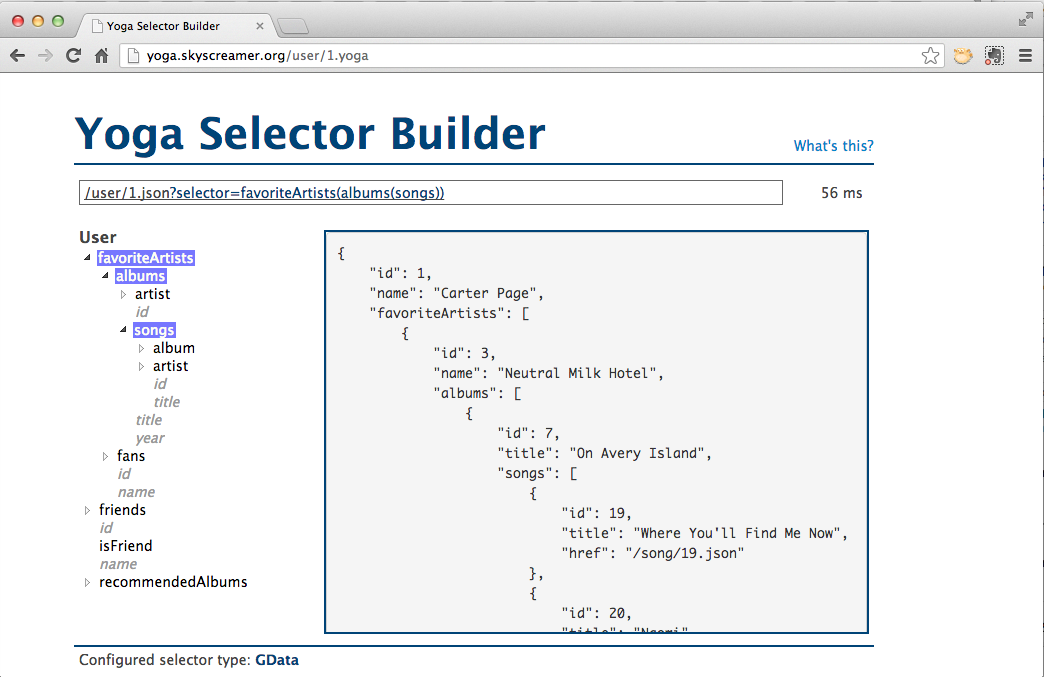 Yoga Selector Builder
yoga.skyscreamer.org/user/1.yoga
Yoga Selector Builder
What's this?
/user/1.json?selector=favoriteArtists(albums(songs))
56 ms
User
favoriteArtists
albums
artist
id
songs
album
artist
id
title
title
year
fans
id
name
friends
id
isFriend
name
recommendedAlbums
{
"id": 1,
"name": "Carter Page",
"favoriteArtists": [
{
"id": 3,
"name": "Neutral Milk Hotel",
"albums": [
{
"id": 7,
"title": "On Avery Island",
"songs": [
{
"id": 19,
"title": "Where You'll Find Me Now",
"href": "/song/19.json"
},
{
"id": 20,
"title": "Naomi"
Configured selector type: GData